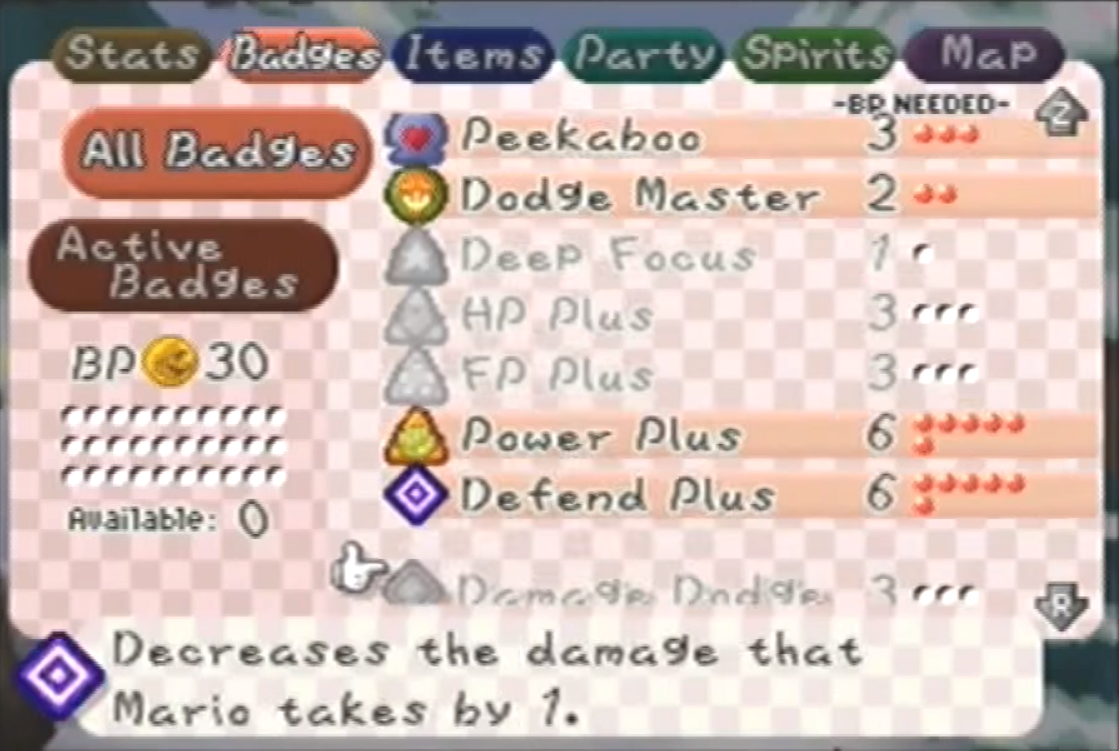 Stats Badges Items Party Spirits Map
-BP NEEDED-
Z
All Badges
Active
Badges
BP 30
Available: 0
Peekaboo 3
Dodge Master 2
Deep Focus 1
HP Plus 3
FP Plus 3
Power Plus 6
Defend Plus 6
Damage Dodge 3
R
Decreases the damage that
Mario takes by 1.